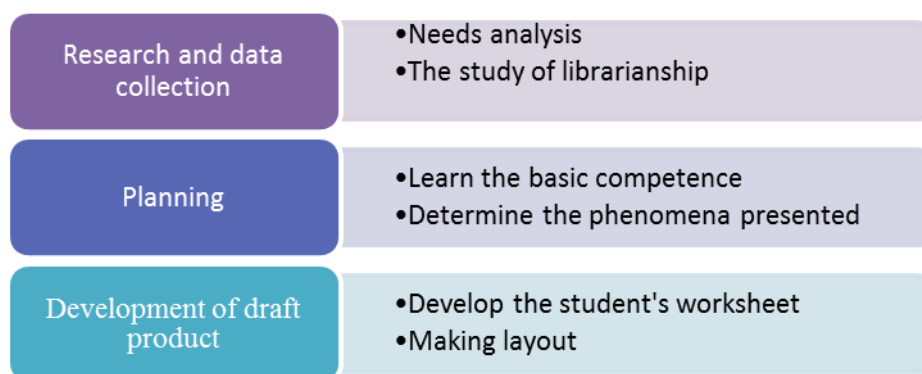 Research and data
collection
•Needs analysis
•The study of librarianship
Planning
•Learn the basic competence
•Determine the phenomena presented
Development of draft
product
•Develop the student's worksheet
•Making layout